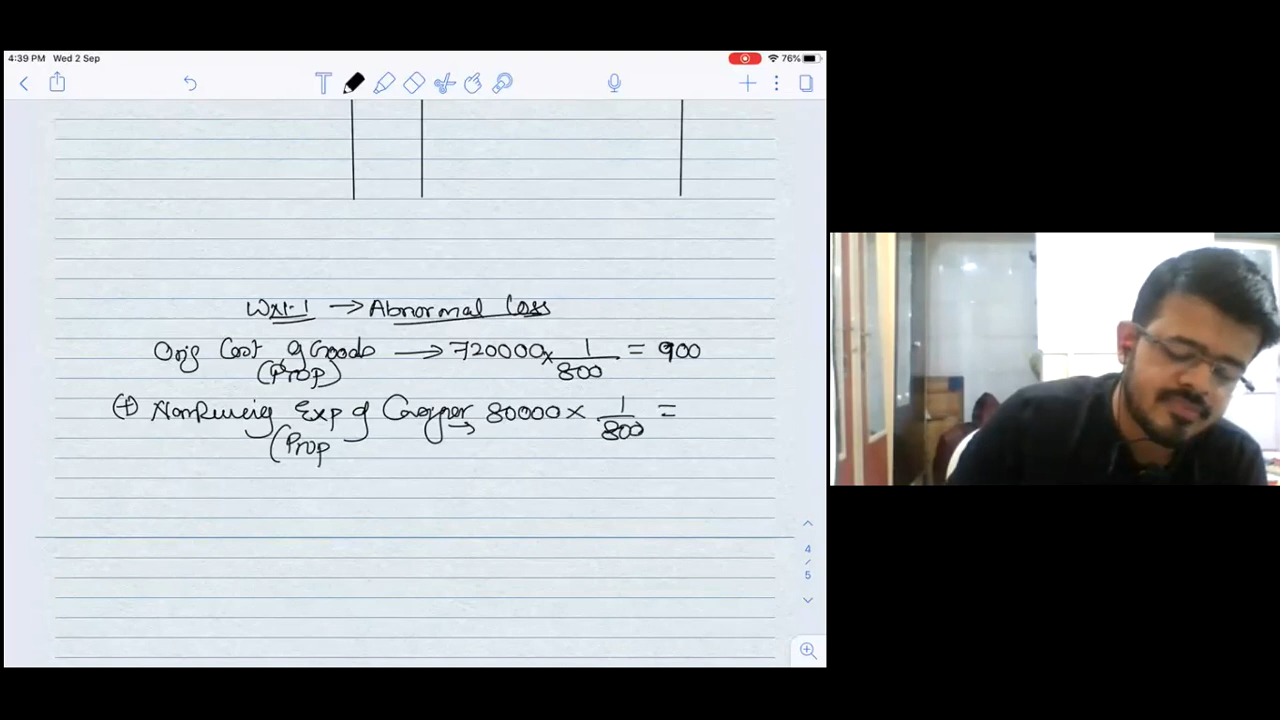 4:39 PM Wed 2 Sep
76%
T
WN-1 → Abnormal Loss
Orig Cost of Goods → 720000 × 1/800 = 900
(Prop)
(+) NonRecurring Exp of → 80000 × 1/800 =
(Prop
4
/
5